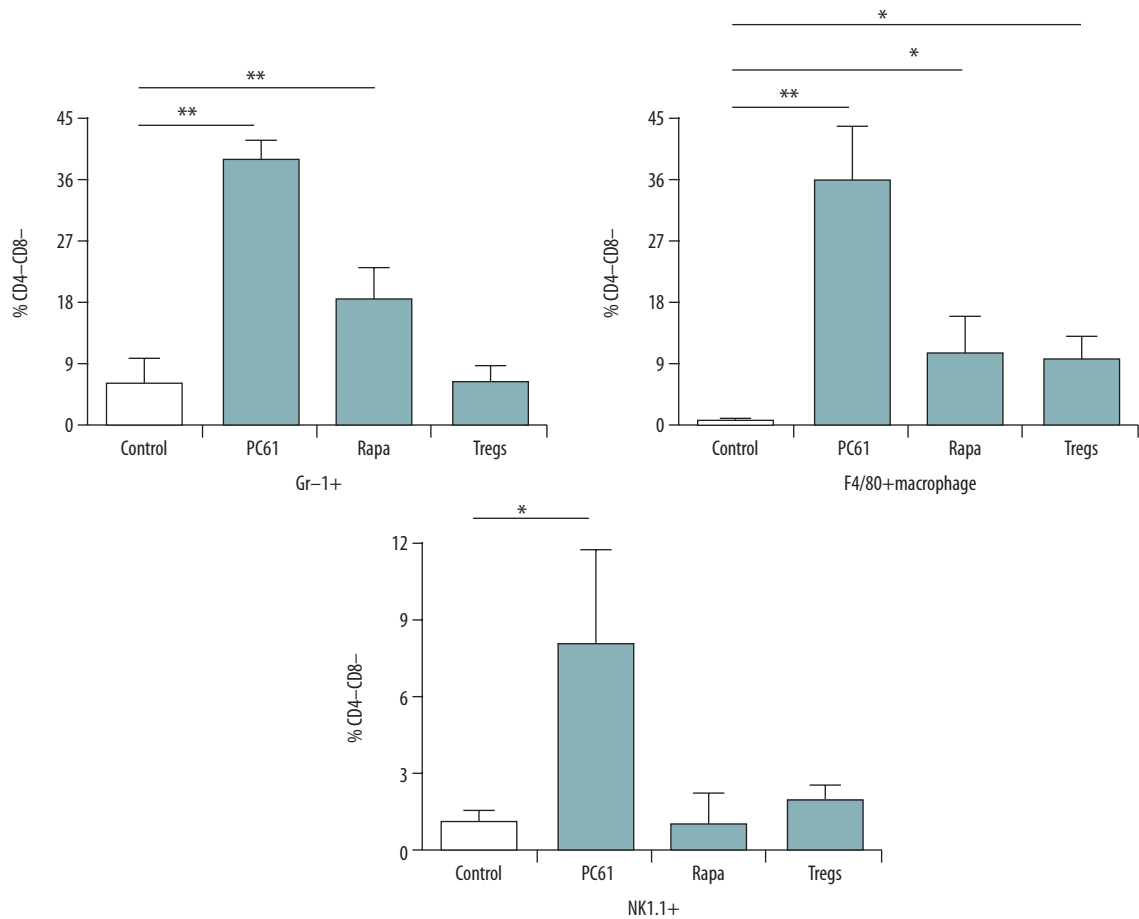 **
**
45
36
27
18
9
0
% CD4–CD8–
Control PC61 Rapa Tregs
Gr–1+
*
*
**
45
36
27
18
9
0
% CD4–CD8–
Control PC61 Rapa Tregs
F4/80+macrophage
*
12
9
6
3
0
% CD4–CD8–
Control PC61 Rapa Tregs
NK1.1+